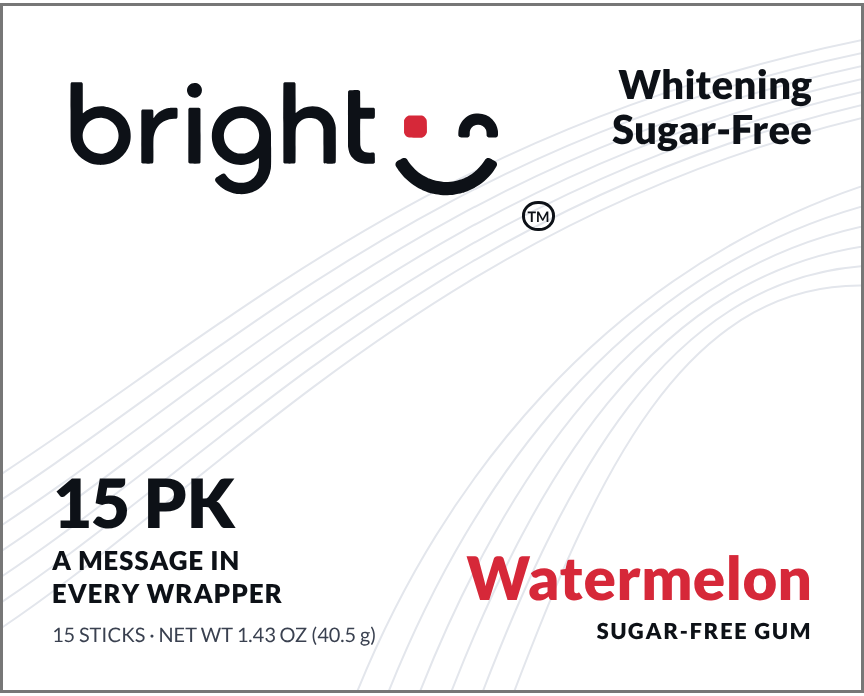 bright
TM
Whitening
Sugar-Free
15 PK
A MESSAGE IN
EVERY WRAPPER
15 STICKS · NET WT 1.43 OZ (40.5 g)
Watermelon
SUGAR-FREE GUM